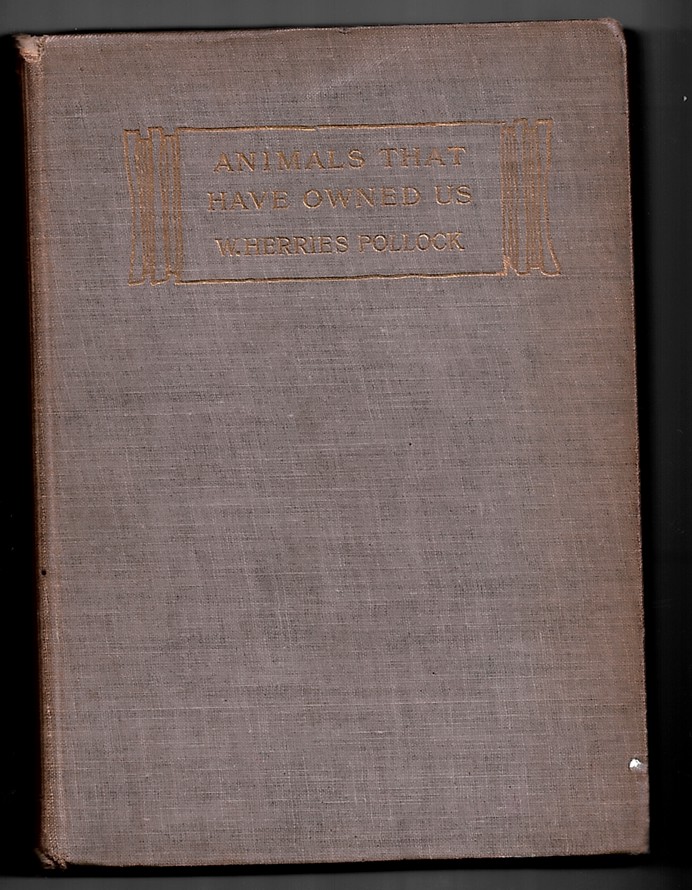 ANIMALS THAT
HAVE OWNED US
W. HERRIES POLLOCK